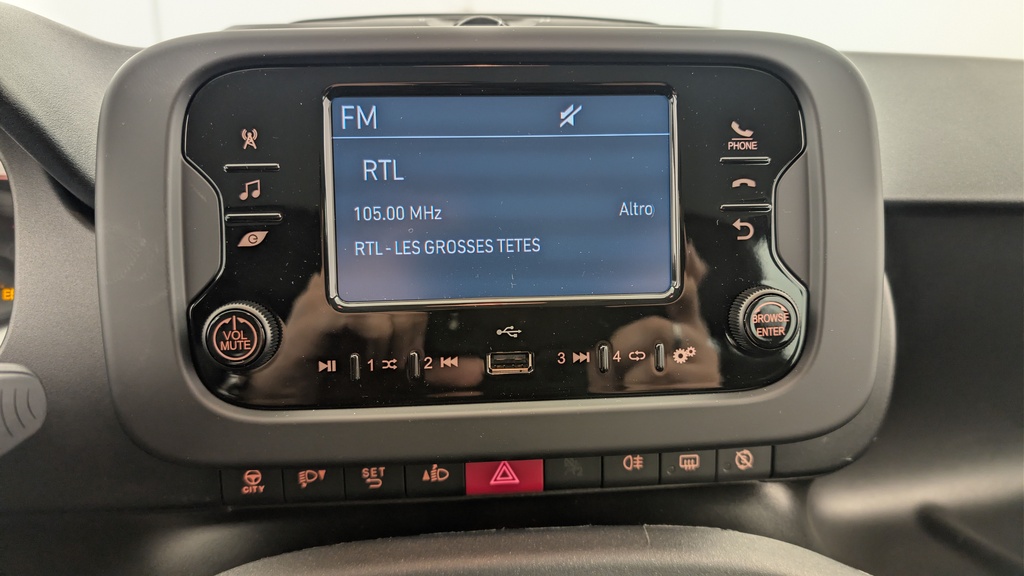 FM
RTL
105.00 MHz
Altro
RTL - LES GROSSES TETES
PHONE
VOL
MUTE
BROWSE
ENTER
1
2
3
4
CITY
SET